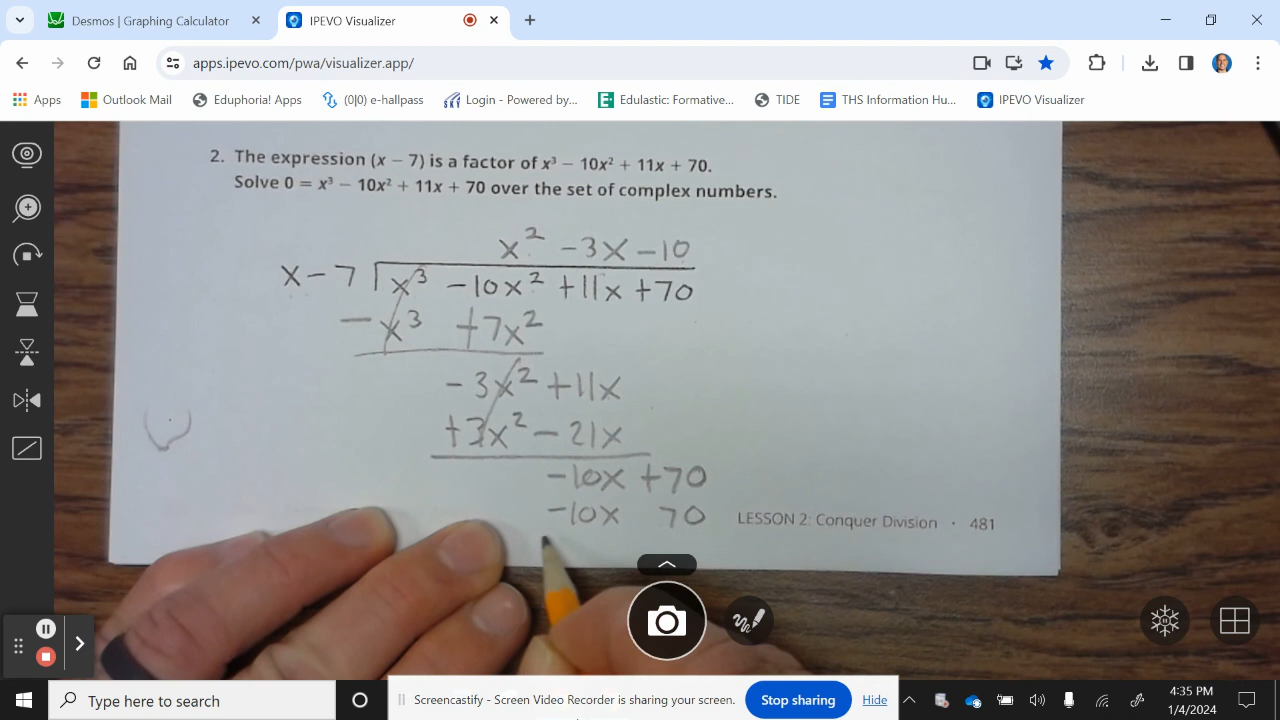 Desmos | Graphing Calculator
IPEVO Visualizer
apps.ipevo.com/pwa/visualizer.app/
Apps
Outlook Mail
Eduphoria! Apps
(0|0) e-hallpass
Login - Powered by...
Edulastic: Formative...
TIDE
THS Information Hu...
IPEVO Visualizer
2. The expression (x − 7) is a factor of x³ − 10x² + 11x + 70.
Solve 0 = x³ − 10x² + 11x + 70 over the set of complex numbers.
x² -3x -10
x-7 x³ -10x² +11x +70
-x³ +7x²
-3x² +11x
+3x² -21x
-10x +70
-10x 70
LESSON 2: Conquer Division • 481
Type here to search
Screencastify - Screen Video Recorder is sharing your screen.
Stop sharing
Hide
4:35 PM
1/4/2024